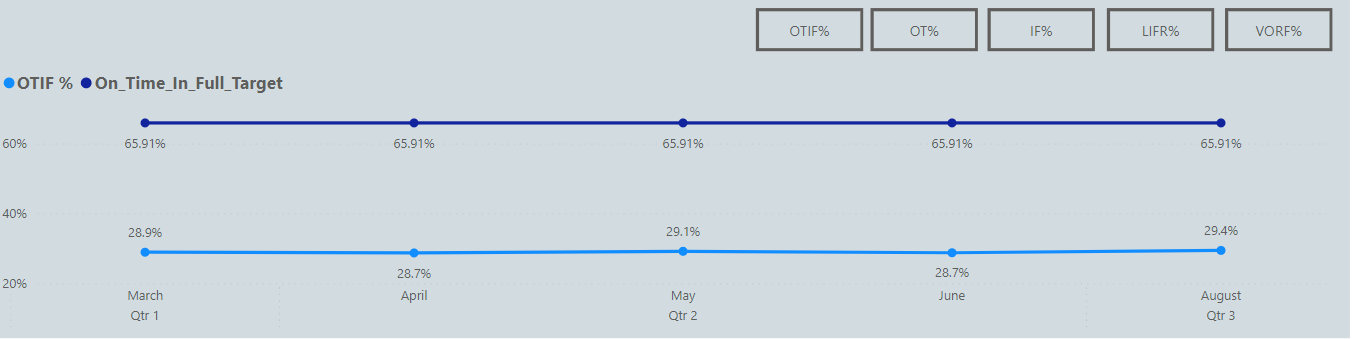 OTIF% OT% IF% LIFR% VORF%
OTIF % On_Time_In_Full_Target
60% 65.91% 65.91% 65.91% 65.91% 65.91%
40%
28.9% 29.1% 29.4%
28.7% 28.7%
20%
March April May June August
Qtr 1 Qtr 2 Qtr 3